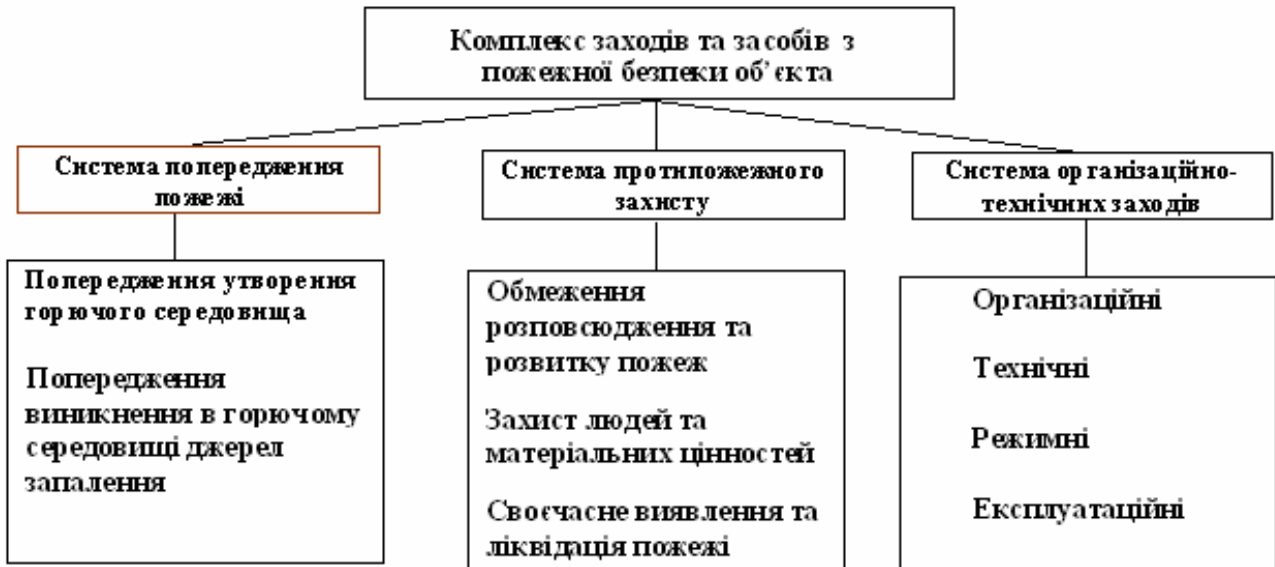 Комплекс заходів та засобів з
пожежної безпеки об’єкта
Система попередження
пожежі
Система протипожежного
захисту
Система організаційно-
технічних заходів
Попередження утворення
горючого середовища
Попередження
виникнення в горючому
середовищі джерел
запалення
Обмеження
розповсюдження та
розвитку пожеж
Захист людей та
матеріальних цінностей
Своєчасне виявлення та
ліквідація пожежі
Організаційні
Технічні
Режимні
Експлуатаційні